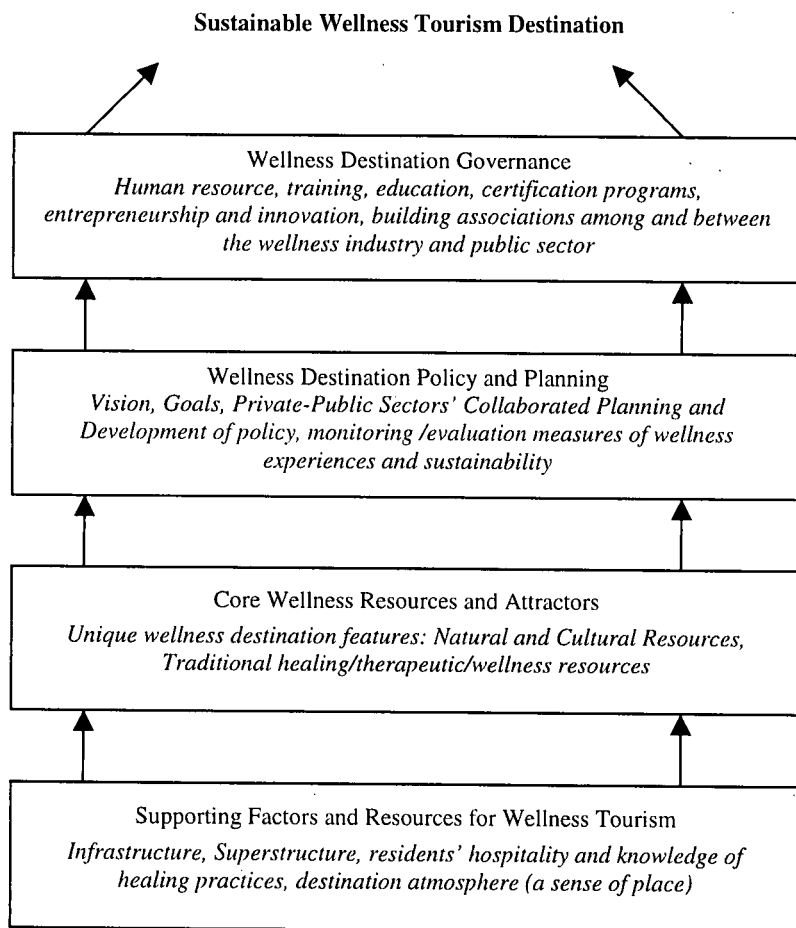 Sustainable Wellness Tourism Destination
Wellness Destination Governance
Human resource, training, education, certification programs,
entrepreneurship and innovation, building associations among and between
the wellness industry and public sector
Wellness Destination Policy and Planning
Vision, Goals, Private-Public Sectors' Collaborated Planning and
Development of policy, monitoring /evaluation measures of wellness
experiences and sustainability
Core Wellness Resources and Attractors
Unique wellness destination features: Natural and Cultural Resources,
Traditional healing/therapeutic/wellness resources
Supporting Factors and Resources for Wellness Tourism
Infrastructure, Superstructure, residents' hospitality and knowledge of
healing practices, destination atmosphere (a sense of place)